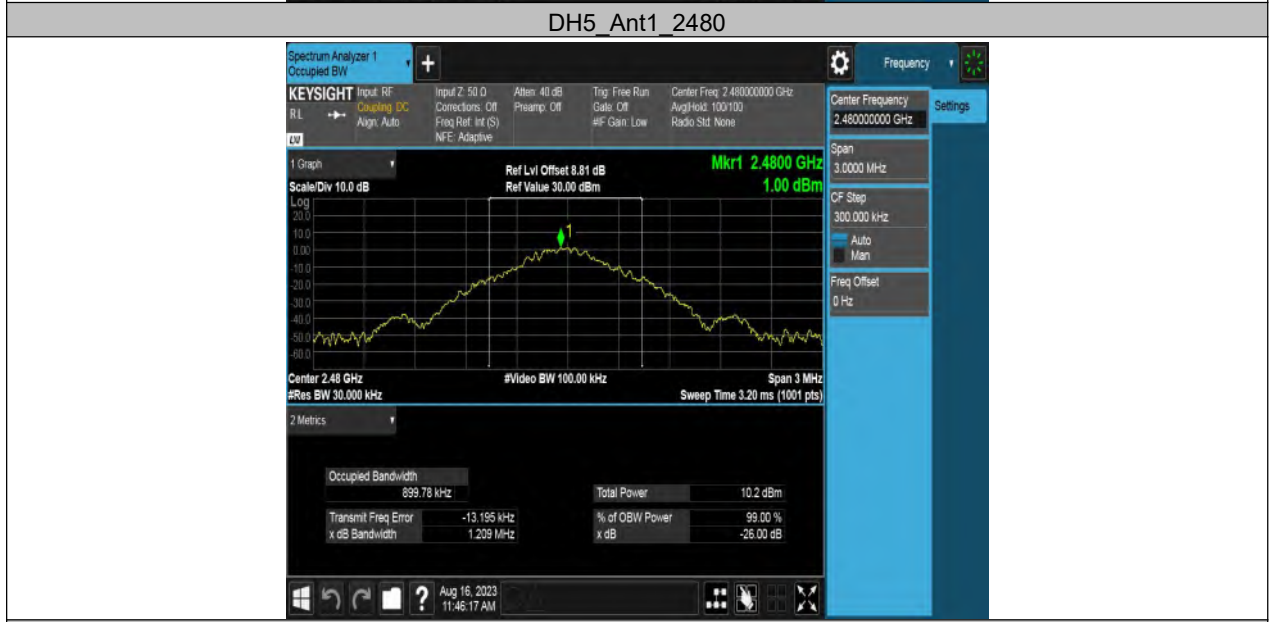 DH5_Ant1_2480
Spectrum Analyzer 1
Occupied BW
+
Frequency
KEYSIGHT
RL
LXI
Input: RF
Coupling: DC
Align: Auto
Input Z: 50 Ω
Corrections: Off
Freq Ref: Int (S)
NFE: Adaptive
Atten: 40 dB
Preamp: Off
Trig: Free Run
Gate: Off
#IF Gain: Low
Center Freq: 2.480000000 GHz
Avg|Hold: 100/100
Radio Std: None
Center Frequency
2.480000000 GHz
Settings
Span
3.0000 MHz
CF Step
300.000 kHz
Auto
Man
Freq Offset
0 Hz
1 Graph
Scale/Div 10.0 dB
Ref Lvl Offset 8.81 dB
Ref Value 30.00 dBm
Mkr1 2.4800 GHz
1.00 dBm
Log
20.0
10.0
0.00
-10.0
-20.0
-30.0
-40.0
-50.0
-60.0
1
Center 2.48 GHz
#Res BW 30.000 kHz
#Video BW 100.00 kHz
Span 3 MHz
Sweep Time 3.20 ms (1001 pts)
2 Metrics
Occupied Bandwidth
899.78 kHz
Total Power 10.2 dBm
Transmit Freq Error -13.195 kHz
% of OBW Power 99.00 %
x dB Bandwidth 1.209 MHz
x dB -26.00 dB
?
Aug 16, 2023
11:46:17 AM